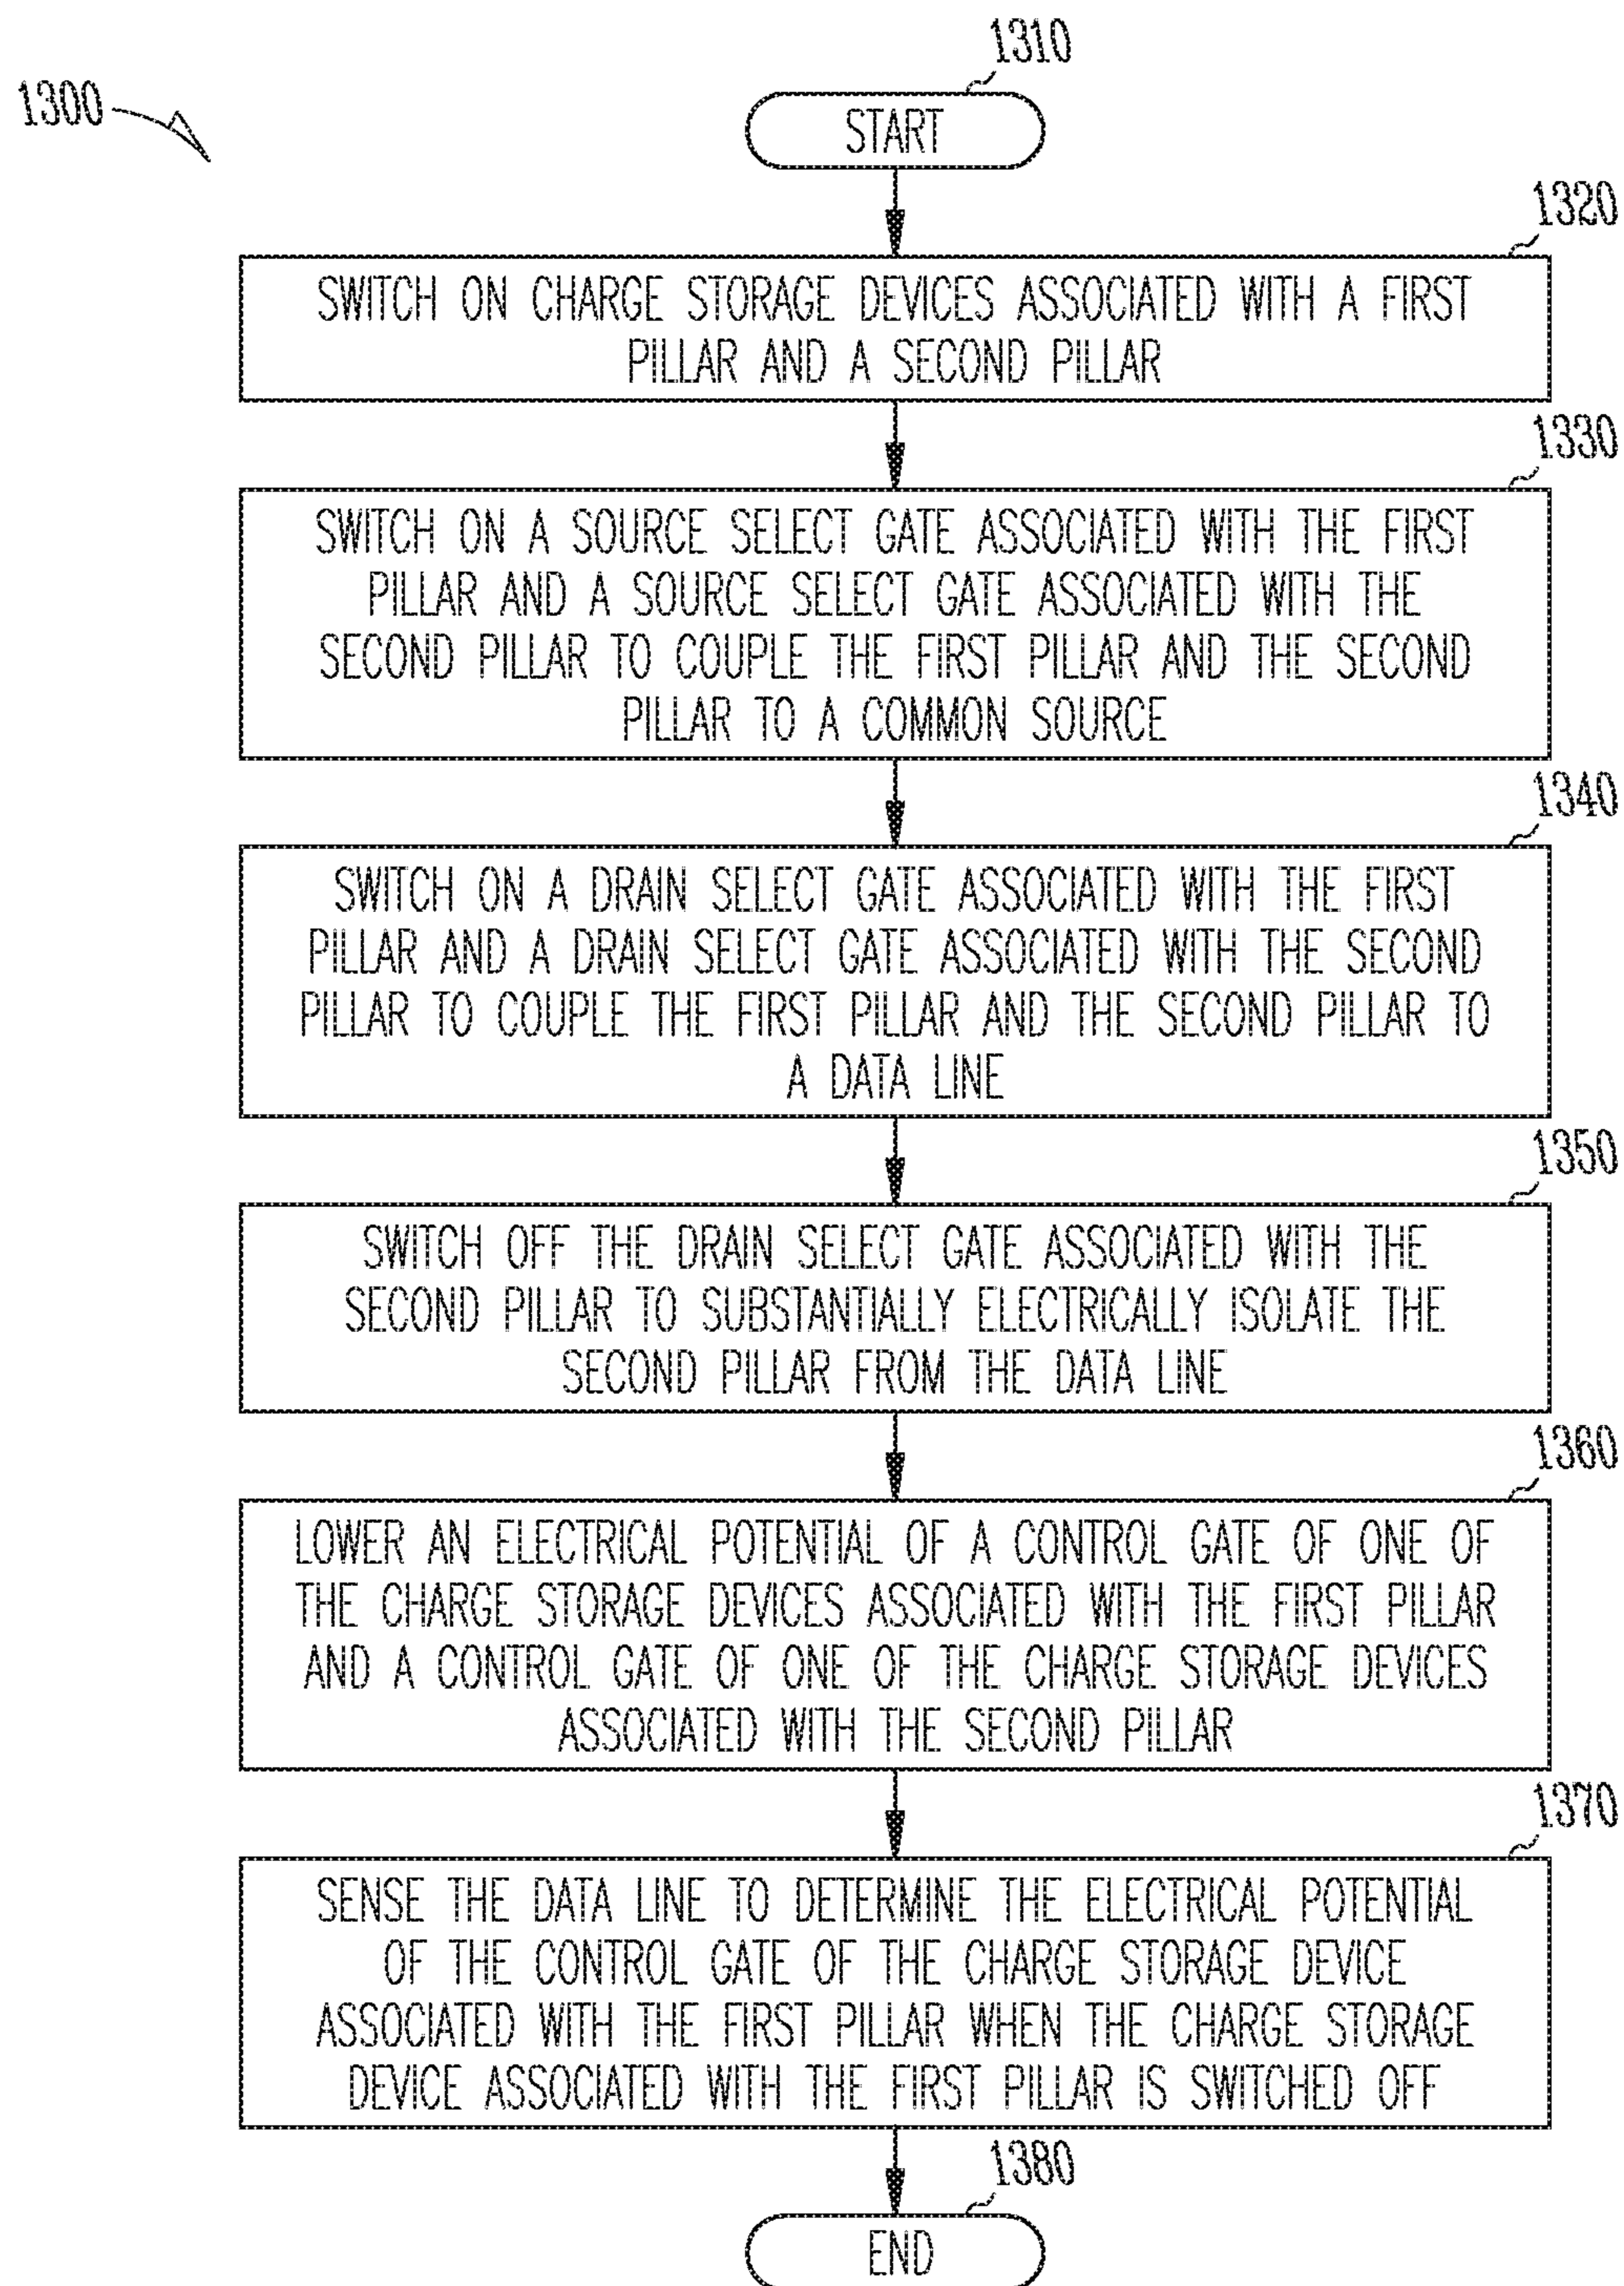 1300
1310
START
1320
SWITCH ON CHARGE STORAGE DEVICES ASSOCIATED WITH A FIRST
PILLAR AND A SECOND PILLAR
1330
SWITCH ON A SOURCE SELECT GATE ASSOCIATED WITH THE FIRST
PILLAR AND A SOURCE SELECT GATE ASSOCIATED WITH THE
SECOND PILLAR TO COUPLE THE FIRST PILLAR AND THE SECOND
PILLAR TO A COMMON SOURCE
1340
SWITCH ON A DRAIN SELECT GATE ASSOCIATED WITH THE FIRST
PILLAR AND A DRAIN SELECT GATE ASSOCIATED WITH THE SECOND
PILLAR TO COUPLE THE FIRST PILLAR AND THE SECOND PILLAR TO
A DATA LINE
1350
SWITCH OFF THE DRAIN SELECT GATE ASSOCIATED WITH THE
SECOND PILLAR TO SUBSTANTIALLY ELECTRICALLY ISOLATE THE
SECOND PILLAR FROM THE DATA LINE
1360
LOWER AN ELECTRICAL POTENTIAL OF A CONTROL GATE OF ONE OF
THE CHARGE STORAGE DEVICES ASSOCIATED WITH THE FIRST PILLAR
AND A CONTROL GATE OF ONE OF THE CHARGE STORAGE DEVICES
ASSOCIATED WITH THE SECOND PILLAR
1370
SENSE THE DATA LINE TO DETERMINE THE ELECTRICAL POTENTIAL
OF THE CONTROL GATE OF THE CHARGE STORAGE DEVICE
ASSOCIATED WITH THE FIRST PILLAR WHEN THE CHARGE STORAGE
DEVICE ASSOCIATED WITH THE FIRST PILLAR IS SWITCHED OFF
1380
END